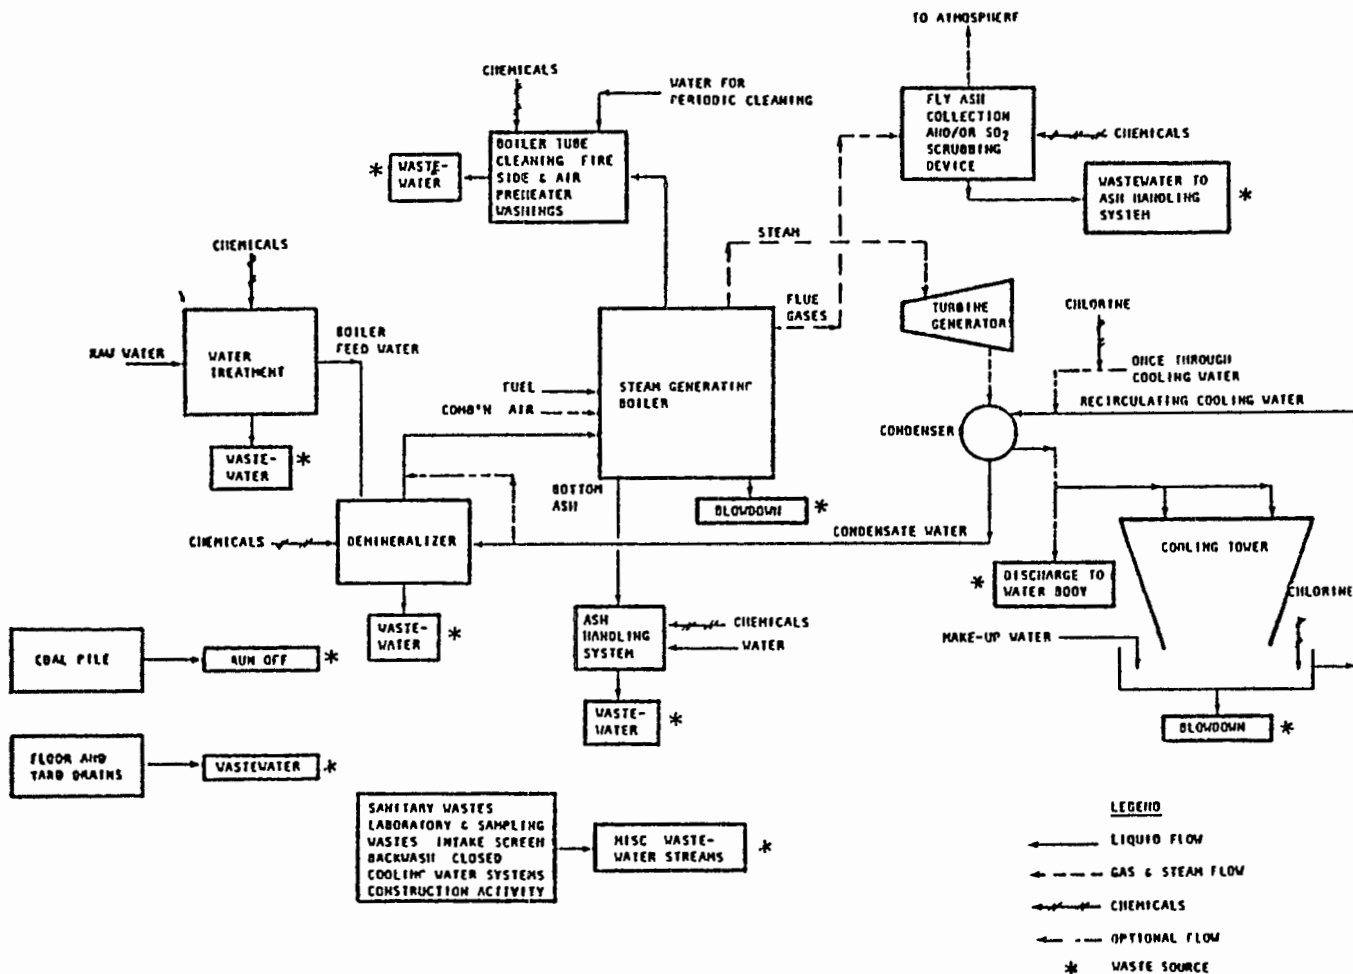 TO ATMOSPHERE
CHEMICALS
WATER FOR
PERIODIC CLEANING
FLY ASH
COLLECTION
AND/OR SO2
SCRUBBING
DEVICE
CHEMICALS
BOILER TUBE
CLEANING FIRE
SIDE & AIR
PREHEATER
WASHINGS
* WASTE-
WATER
WASTEWATER TO
ASH HANDLING
SYSTEM
*
CHEMICALS
STEAM
FLUE
GASES
TURBINE
GENERATOR
CHLORINE
RAW WATER
WATER
TREATMENT
BOILER
FEED WATER
FUEL
COMB'N AIR
STEAM GENERATING
BOILER
ONCE THROUGH
COOLING WATER
RECIRCULATING COOLING WATER
CONDENSER
WASTE-
WATER
*
BOTTOM
ASH
BLOWDOWN *
CONDENSATE WATER
CHEMICALS
DEMINERALIZER
COOLING TOWER
* DISCHARGE TO
WATER BODY
CHLORINE
WASTE-
WATER
*
ASH
HANDLING
SYSTEM
CHEMICALS
WATER
MAKE-UP WATER
COAL PILE
RUN OFF *
WASTE-
WATER
*
BLOWDOWN *
FLOOR AND
YARD DRAINS
WASTEWATER *
SANITARY WASTES
LABORATORY & SAMPLING
WASTES INTAKE SCREEN
BACKWASH CLOSED
COOLING WATER SYSTEMS
CONSTRUCTION ACTIVITY
MISC WASTE-
WATER STREAMS
*
LEGEND
LIQUID FLOW
GAS & STEAM FLOW
CHEMICALS
OPTIONAL FLOW
* WASTE SOURCE